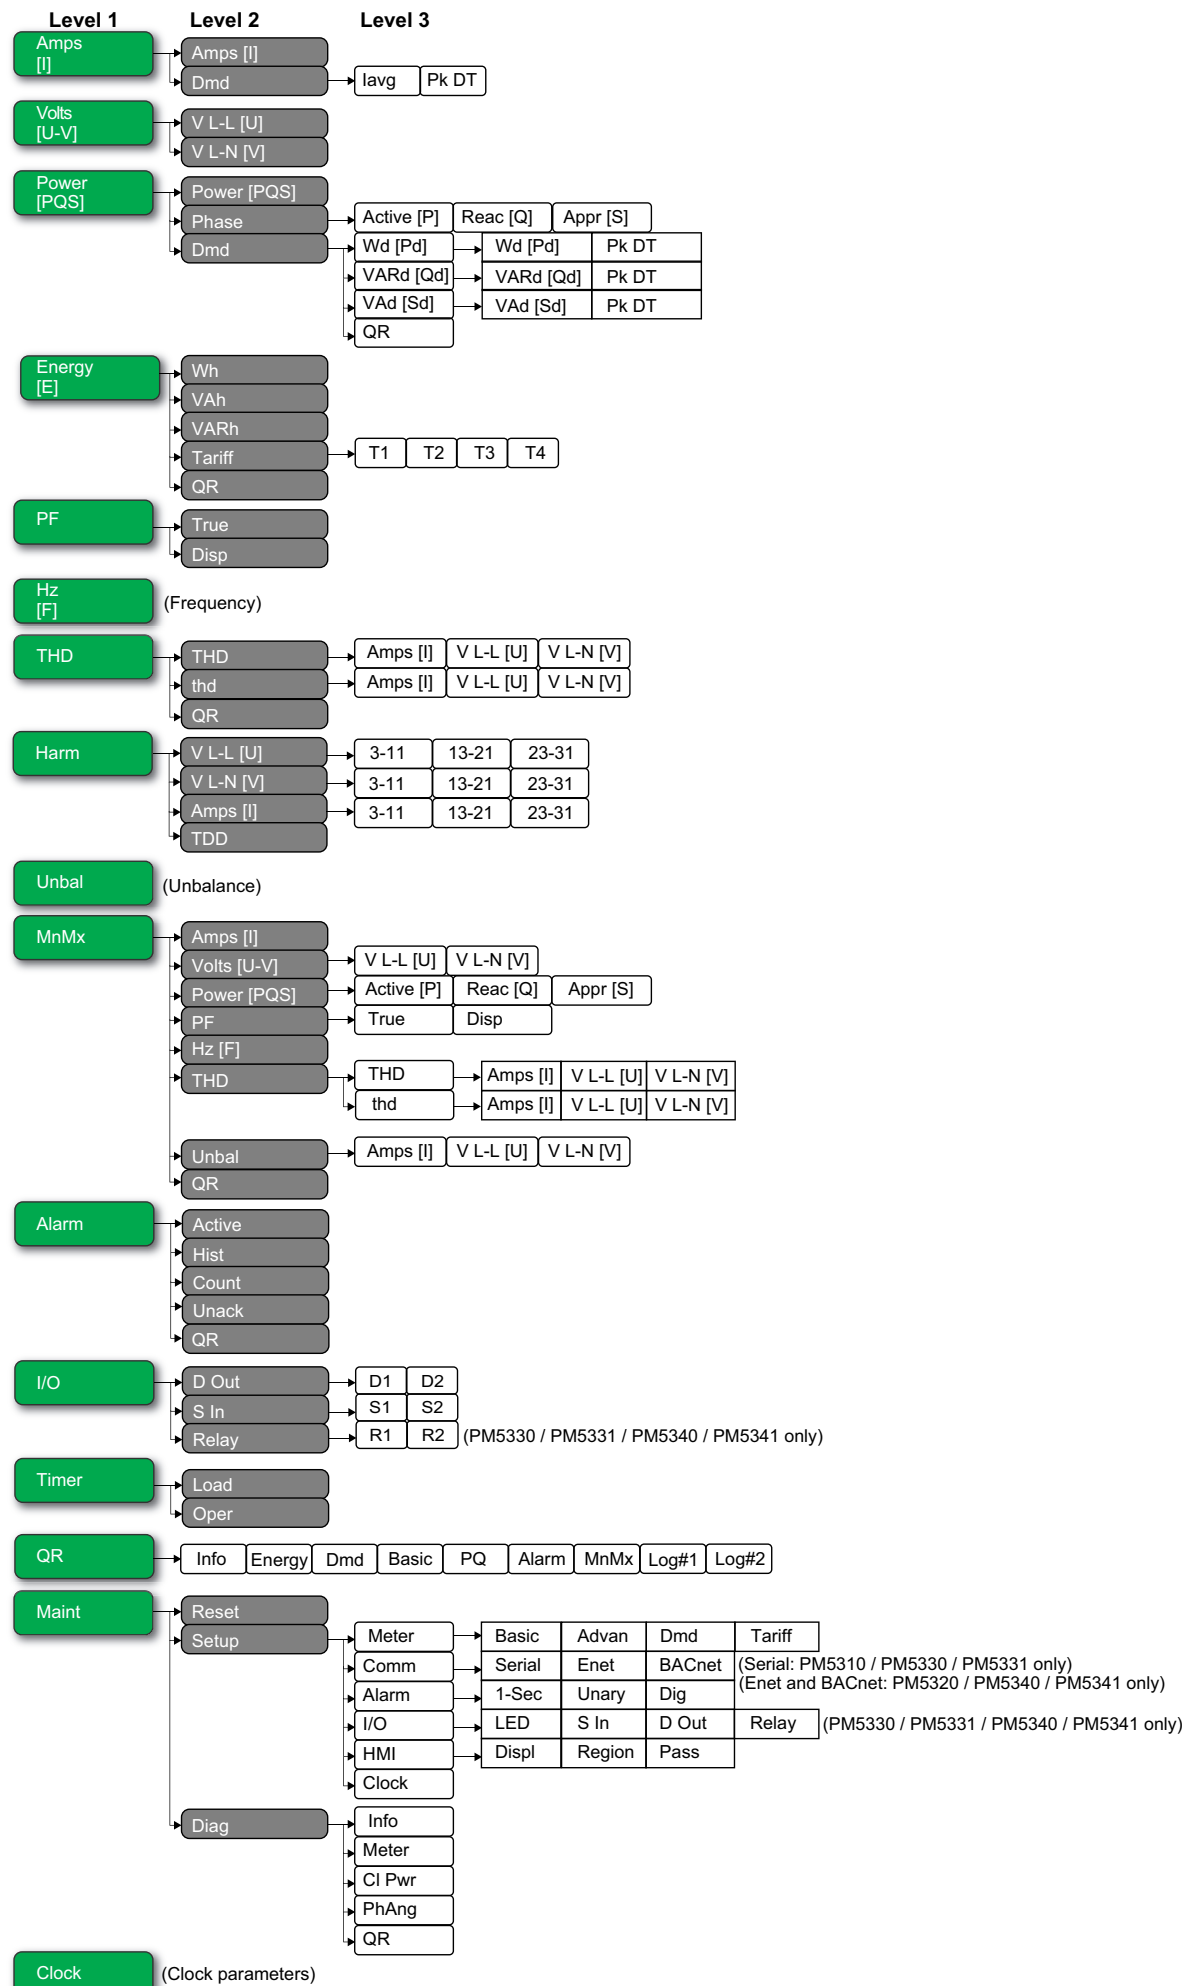 Level 1 Level 2 Level 3
Amps
[I]
Amps [I]
Dmd Iavg Pk DT
Volts
[U-V]
V L-L [U]
V L-N [V]
Power
[PQS]
Power [PQS]
Phase Active [P] Reac [Q] Appr [S]
Dmd Wd [Pd] Wd [Pd] Pk DT
VARd [Qd] VARd [Qd] Pk DT
VAd [Sd] VAd [Sd] Pk DT
QR
Energy
[E]
Wh
VAh
VARh
Tariff T1 T2 T3 T4
QR
PF
True
Disp
Hz
[F]
(Frequency)
THD THD Amps [I] V L-L [U] V L-N [V]
thd Amps [I] V L-L [U] V L-N [V]
QR
Harm V L-L [U] 3-11 13-21 23-31
V L-N [V] 3-11 13-21 23-31
Amps [I] 3-11 13-21 23-31
TDD
Unbal (Unbalance)
MnMx Amps [I]
Volts [U-V] V L-L [U] V L-N [V]
Power [PQS] Active [P] Reac [Q] Appr [S]
PF True Disp
Hz [F]
THD THD Amps [I] V L-L [U] V L-N [V]
thd Amps [I] V L-L [U] V L-N [V]
Unbal Amps [I] V L-L [U] V L-N [V]
QR
Alarm Active
Hist
Count
Unack
QR
I/O D Out D1 D2
S In S1 S2
Relay R1 R2 (PM5330 / PM5331 / PM5340 / PM5341 only)
Timer Load
Oper
QR Info Energy Dmd Basic PQ Alarm MnMx Log#1 Log#2
Maint Reset
Setup Meter Basic Advan Dmd Tariff
Comm Serial Enet BACnet (Serial: PM5310 / PM5330 / PM5331 only)
(Enet and BACnet: PM5320 / PM5340 / PM5341 only)
Alarm 1-Sec Unary Dig
I/O LED S In D Out Relay (PM5330 / PM5331 / PM5340 / PM5341 only)
HMI Displ Region Pass
Clock
Diag Info
Meter
Cl Pwr
PhAng
QR
Clock (Clock parameters)